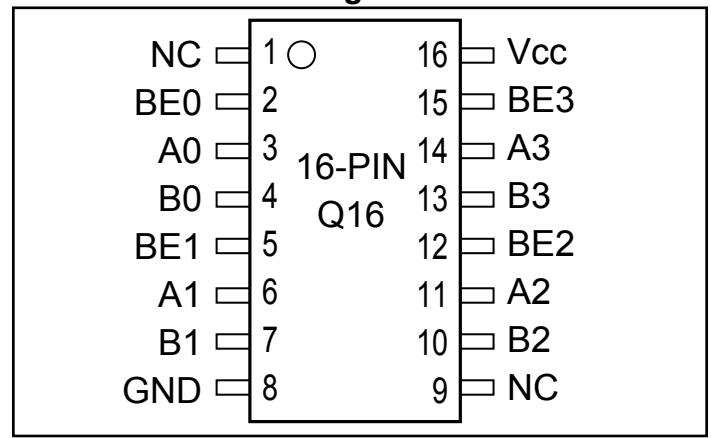 NC 1 16 Vcc
BE0 2 15 BE3
A0 3 14 A3
16-PIN
B0 4 13 B3
Q16
BE1 5 12 BE2
A1 6 11 A2
B1 7 10 B2
GND 8 9 NC